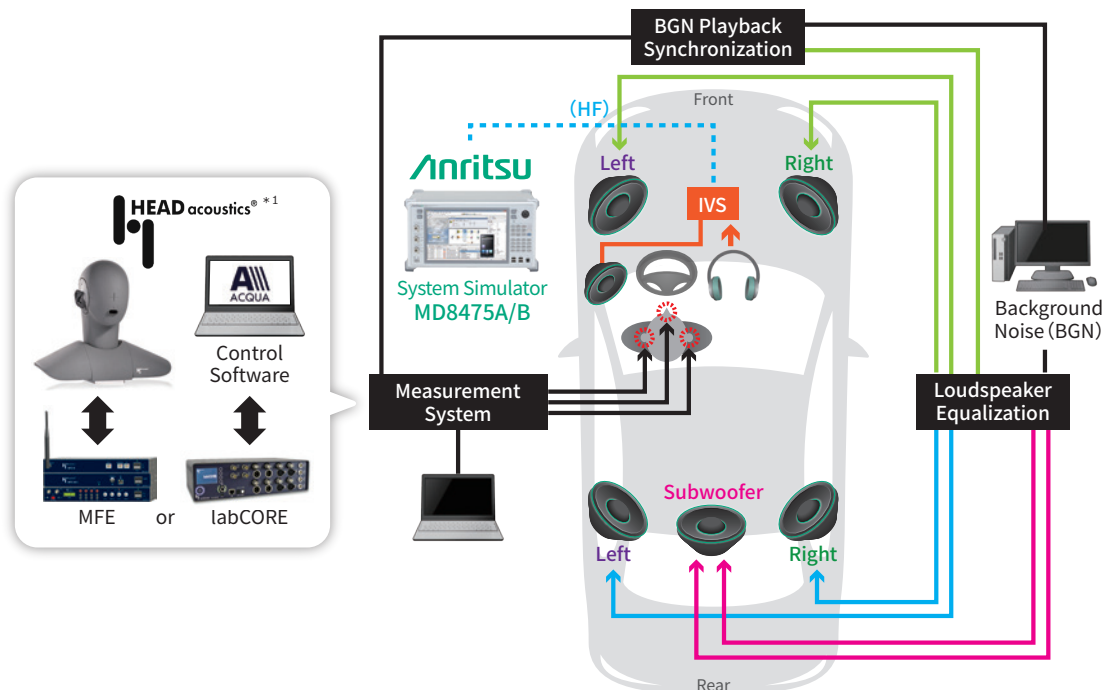 BGN Playback
Synchronization
Front
(HF)
Anritsu
Left
Right
HEAD acoustics® *1
IVS
ACQUA
System Simulator
MD8475A/B
Background
Noise (BGN)
Control
Software
Measurement
System
Loudspeaker
Equalization
Subwoofer
MFE
or
labCORE
Left
Right
Rear